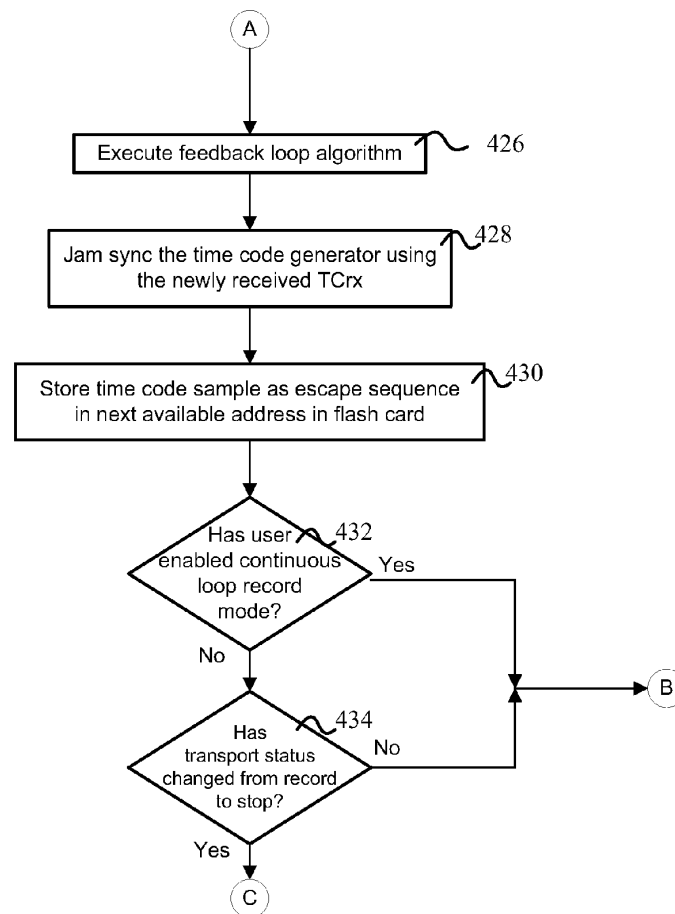 A
Execute feedback loop algorithm
426
Jam sync the time code generator using
the newly received TCrx
428
Store time code sample as escape sequence
in next available address in flash card
430
Has user
enabled continuous
loop record
mode?
432
Yes
No
B
Has
transport status
changed from record
to stop?
434
No
Yes
C